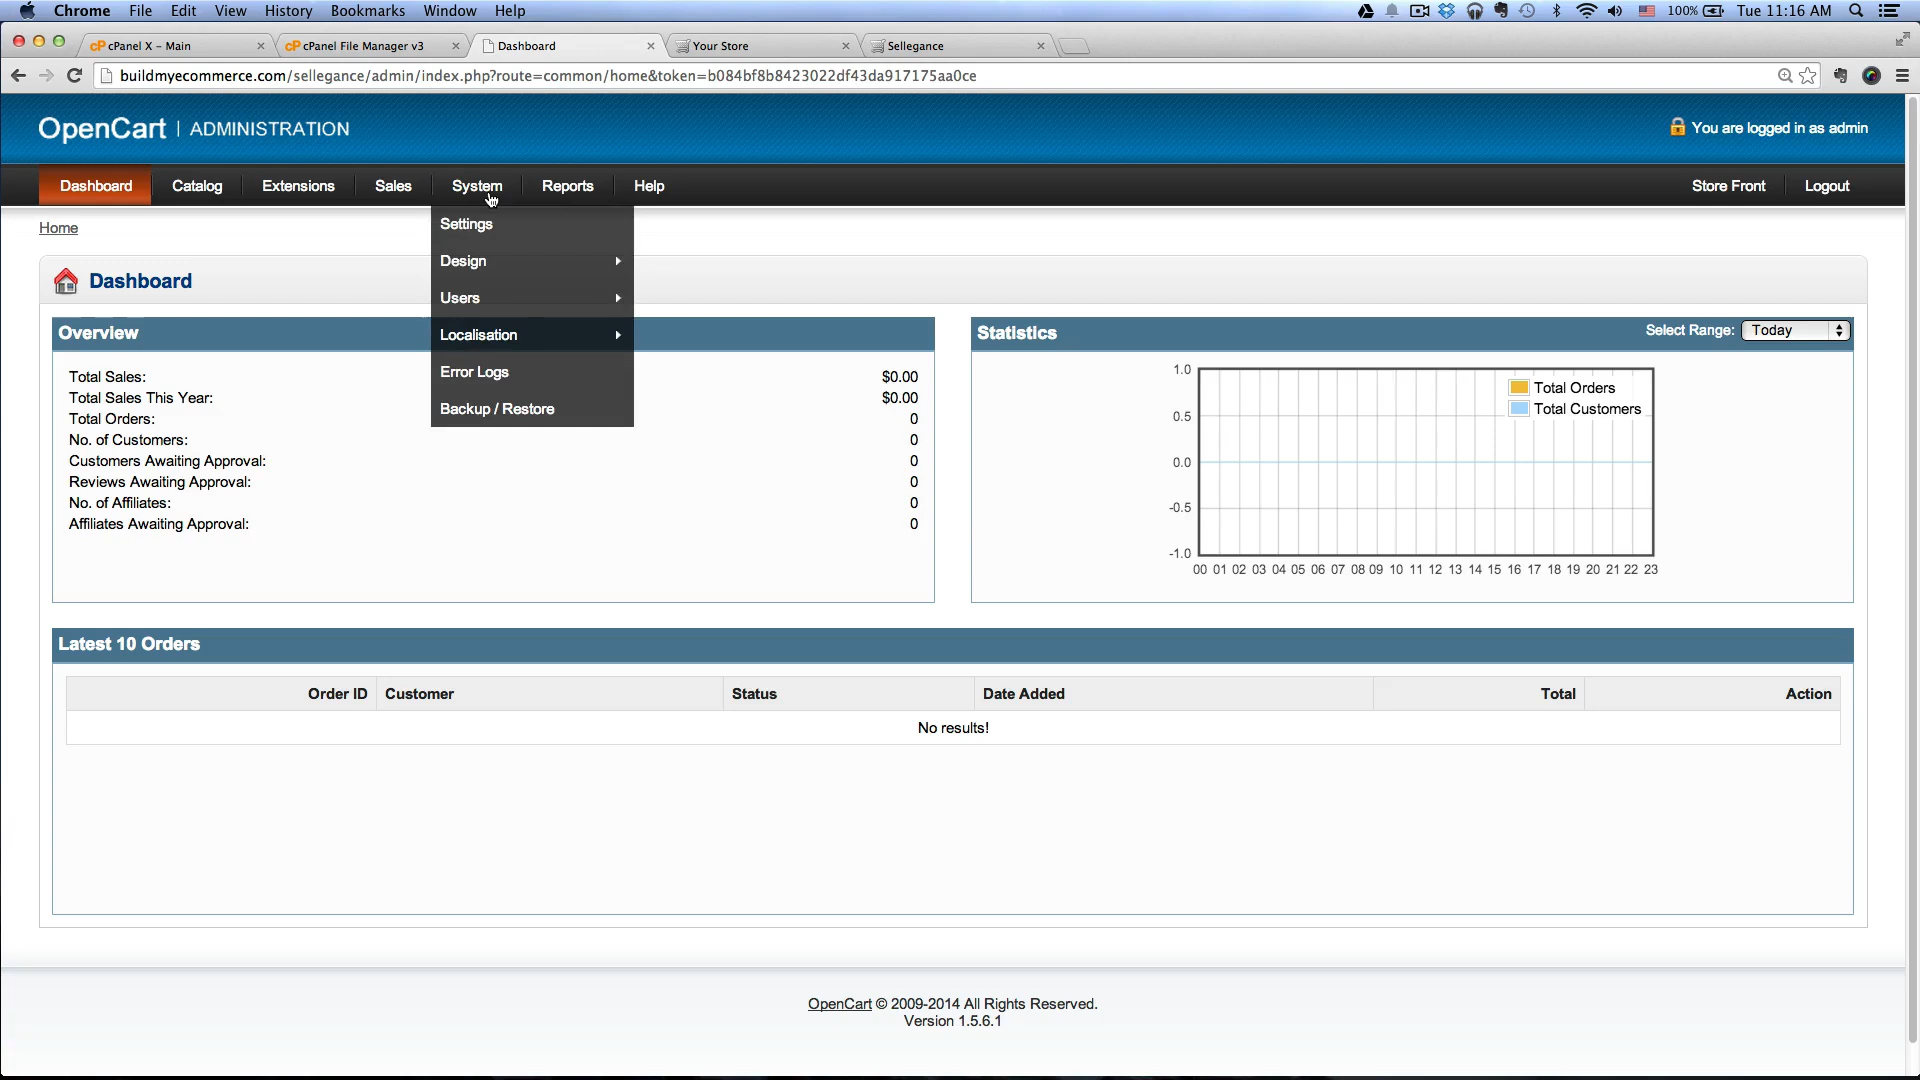 Chrome File Edit View History Bookmarks Window Help 100% Tue 11:16 AM
cPanel X – Main cPanel File Manager v3 Dashboard Your Store Sellegance
buildmyecommerce.com/sellegance/admin/index.php?route=common/home&token=b084bf8b8423022df43da917175aa0ce
OpenCart | ADMINISTRATION You are logged in as admin
Dashboard Catalog Extensions Sales System Reports Help Store Front Logout
Home
Settings
Design
Users
Localisation
Error Logs
Backup / Restore
Dashboard
Overview
Total Sales: $0.00
Total Sales This Year: $0.00
Total Orders: 0
No. of Customers: 0
Customers Awaiting Approval: 0
Reviews Awaiting Approval: 0
No. of Affiliates: 0
Affiliates Awaiting Approval: 0
Statistics Select Range: Today
1.0
0.5
0.0
-0.5
-1.0
Total Orders
Total Customers
00 01 02 03 04 05 06 07 08 09 10 11 12 13 14 15 16 17 18 19 20 21 22 23
Latest 10 Orders
Order ID Customer Status Date Added Total Action
No results!
OpenCart © 2009-2014 All Rights Reserved.
Version 1.5.6.1